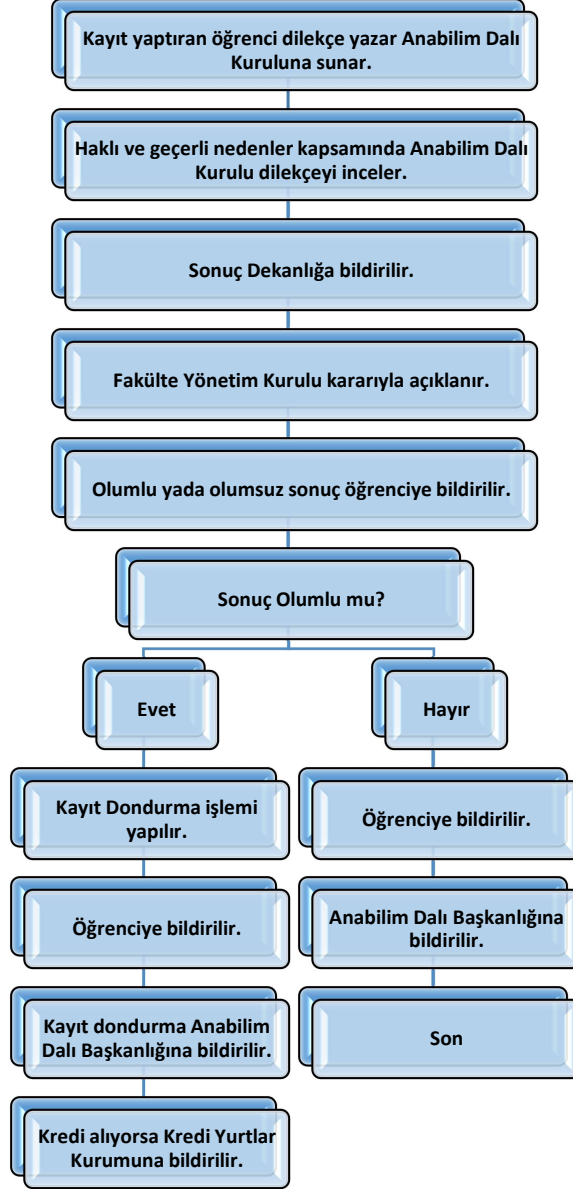 Kayıt yaptıran öğrenci dilekçe yazar Anabilim Dalı
Kuruluna sunar.
Haklı ve geçerli nedenler kapsamında Anabilim Dalı
Kurulu dilekçeyi inceler.
Sonuç Dekanlığa bildirilir.
Fakülte Yönetim Kurulu kararıyla açıklanır.
Olumlu yada olumsuz sonuç öğrenciye bildirilir.
Sonuç Olumlu mu?
Evet
Kayıt Dondurma işlemi
yapılır.
Öğrenciye bildirilir.
Kayıt dondurma Anabilim
Dalı Başkanlığına bildirilir.
Kredi alıyorsa Kredi Yurtlar
Kurumuna bildirilir.
Hayır
Öğrenciye bildirilir.
Anabilim Dalı Başkanlığına
bildirilir.
Son